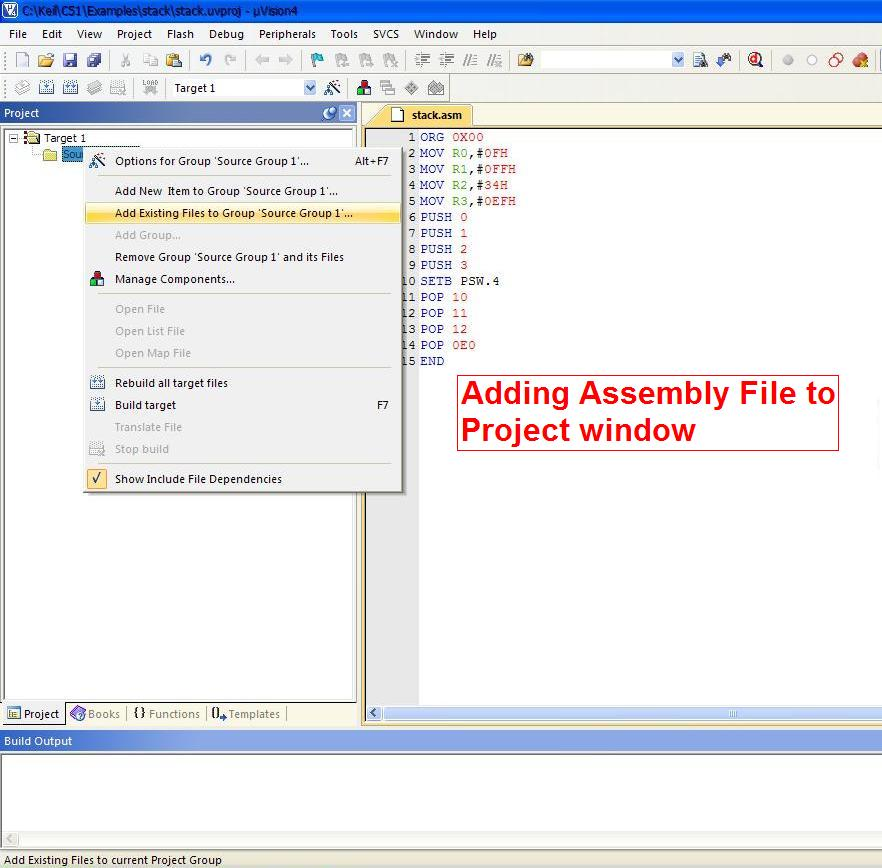 C:\Keil\C51\Examples\stack\stack.uvproj - µVision4
File Edit View Project Flash Debug Peripherals Tools SVCS Window Help
LOAD Target 1
Project
stack.asm
Target 1
Sou
Options for Group 'Source Group 1'... Alt+F7
Add New Item to Group 'Source Group 1'...
Add Existing Files to Group 'Source Group 1'...
Add Group...
Remove Group 'Source Group 1' and its Files
Manage Components...
Open File
Open List File
Open Map File
Rebuild all target files
Build target F7
Translate File
Stop build
Show Include File Dependencies
1 ORG 0X00
2 MOV R0,#0FH
3 MOV R1,#0FFH
4 MOV R2,#34H
5 MOV R3,#0EFH
6 PUSH 0
7 PUSH 1
8 PUSH 2
9 PUSH 3
10 SETB PSW.4
11 POP 10
12 POP 11
13 POP 12
14 POP 0E0
15 END
Adding Assembly File to
Project window
Project Books {} Functions Templates
Build Output
Add Existing Files to current Project Group